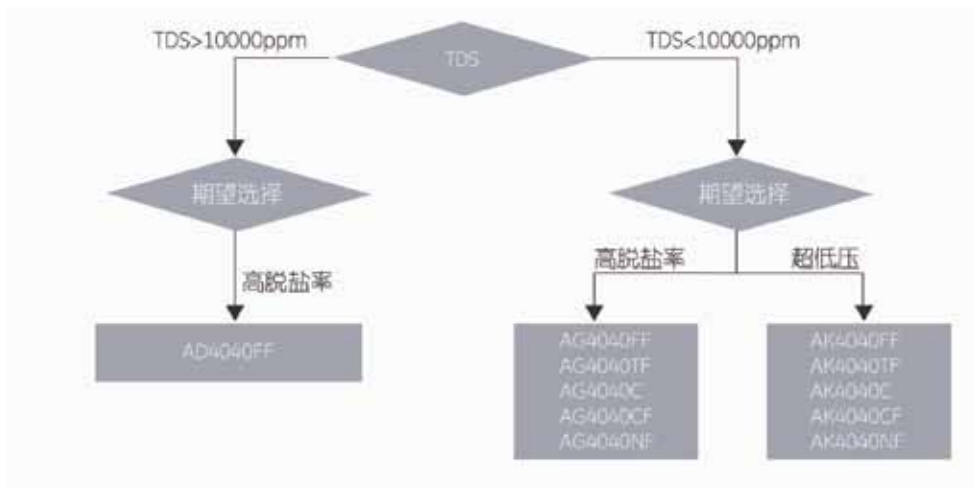 TDS>10000ppm
TDS
TDS<10000ppm
期望选择
期望选择
高脱盐率
高脱盐率
超低压
AD4040FF
AG4040FF
AG4040TF
AG4040C
AG4040CF
AG4040NF
AK4040FF
AK4040TF
AK4040C
AK4040CF
AK4040NF